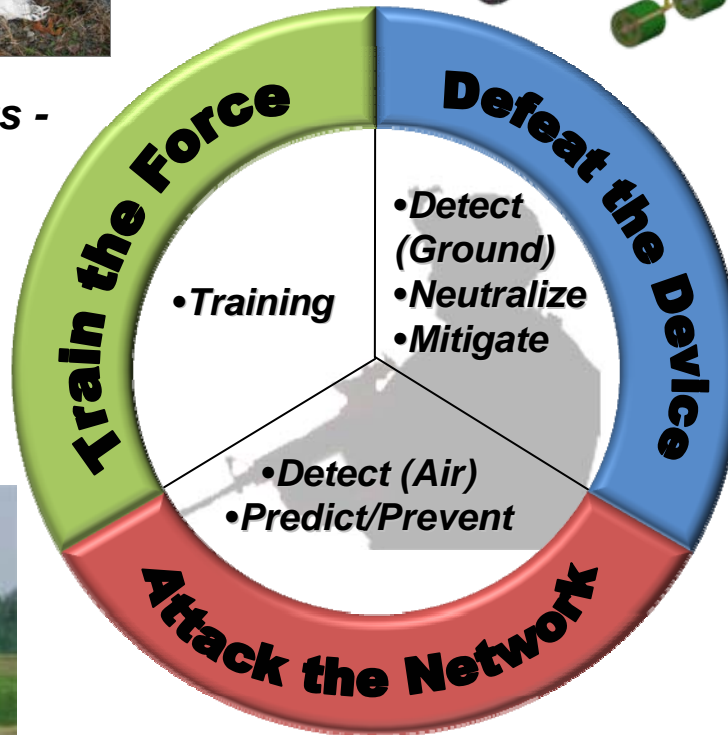 s -
Train the Force
Defeat the Device
•Detect
(Ground)
•Neutralize
•Mitigate
•Training
•Detect (Air)
•Predict/Prevent
Attack the Network